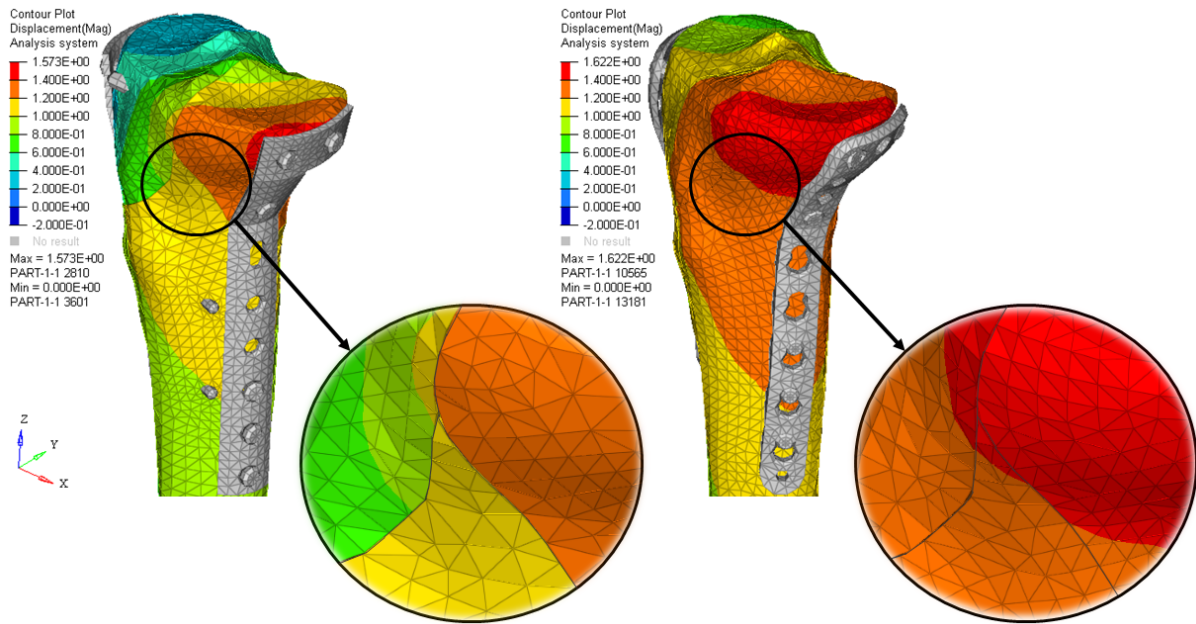 Contour Plot
Displacement(Mag)
Analysis system
1.573E+00
1.400E+00
1.200E+00
1.000E+00
8.000E-01
6.000E-01
4.000E-01
2.000E-01
0.000E+00
-2.000E-01
No result
Max = 1.573E+00
PART-1-1 2810
Min = 0.000E+00
PART-1-1 3601
Z
Y
X
Contour Plot
Displacement(Mag)
Analysis system
1.622E+00
1.400E+00
1.200E+00
1.000E+00
8.000E-01
6.000E-01
4.000E-01
2.000E-01
0.000E+00
-2.000E-01
No result
Max = 1.622E+00
PART-1-1 10565
Min = 0.000E+00
PART-1-1 13181